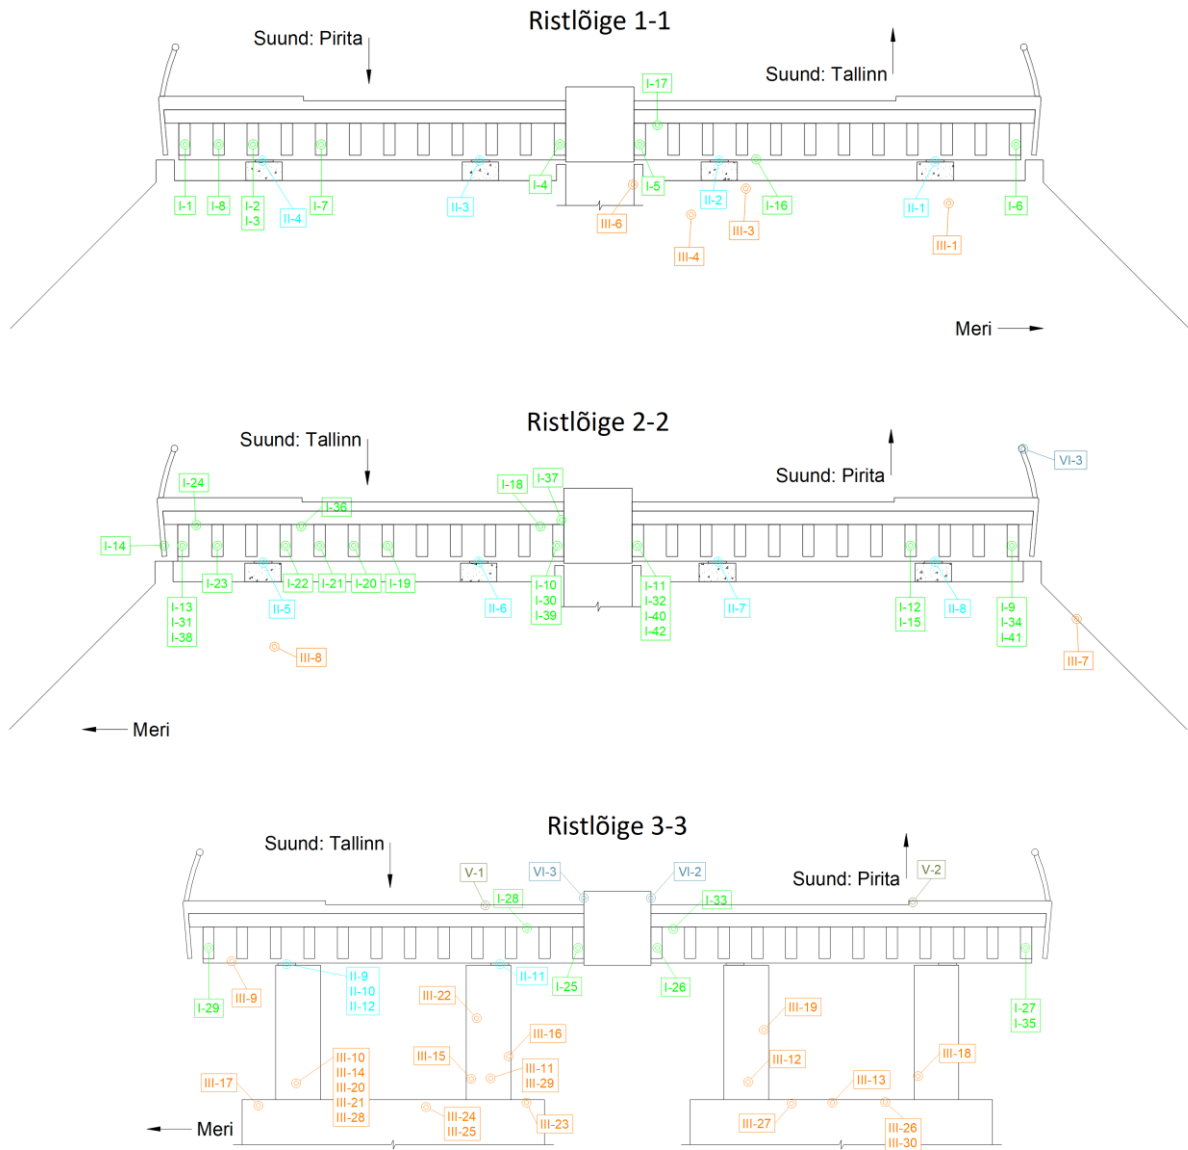 Ristlõige 1-1
Suund: Pirita
Suund: Tallinn
I-17
I-1
I-8
I-2
I-3
II-4
I-7
II-3
I-4
I-5
III-6
II-2
III-4
III-3
I-16
II-1
III-1
I-6
Meri
Ristlõige 2-2
Suund: Tallinn
Suund: Pirita
VI-3
I-24
I-36
I-18
I-37
I-14
I-23
I-22
I-21
I-20
I-19
I-13
I-31
I-38
II-5
II-6
I-10
I-30
I-39
I-11
I-32
I-40
I-42
II-7
I-12
I-15
II-8
I-9
I-34
I-41
III-8
III-7
Meri
Ristlõige 3-3
Suund: Tallinn
Suund: Pirita
V-1
VI-3
VI-2
V-2
I-28
I-33
I-29
III-9
II-9
II-10
II-12
II-11
I-25
I-26
I-27
I-35
III-22
III-19
III-16
III-15
III-10
III-14
III-20
III-21
III-28
III-11
III-29
III-12
III-13
III-18
III-17
III-24
III-25
III-23
III-27
III-26
III-30
Meri